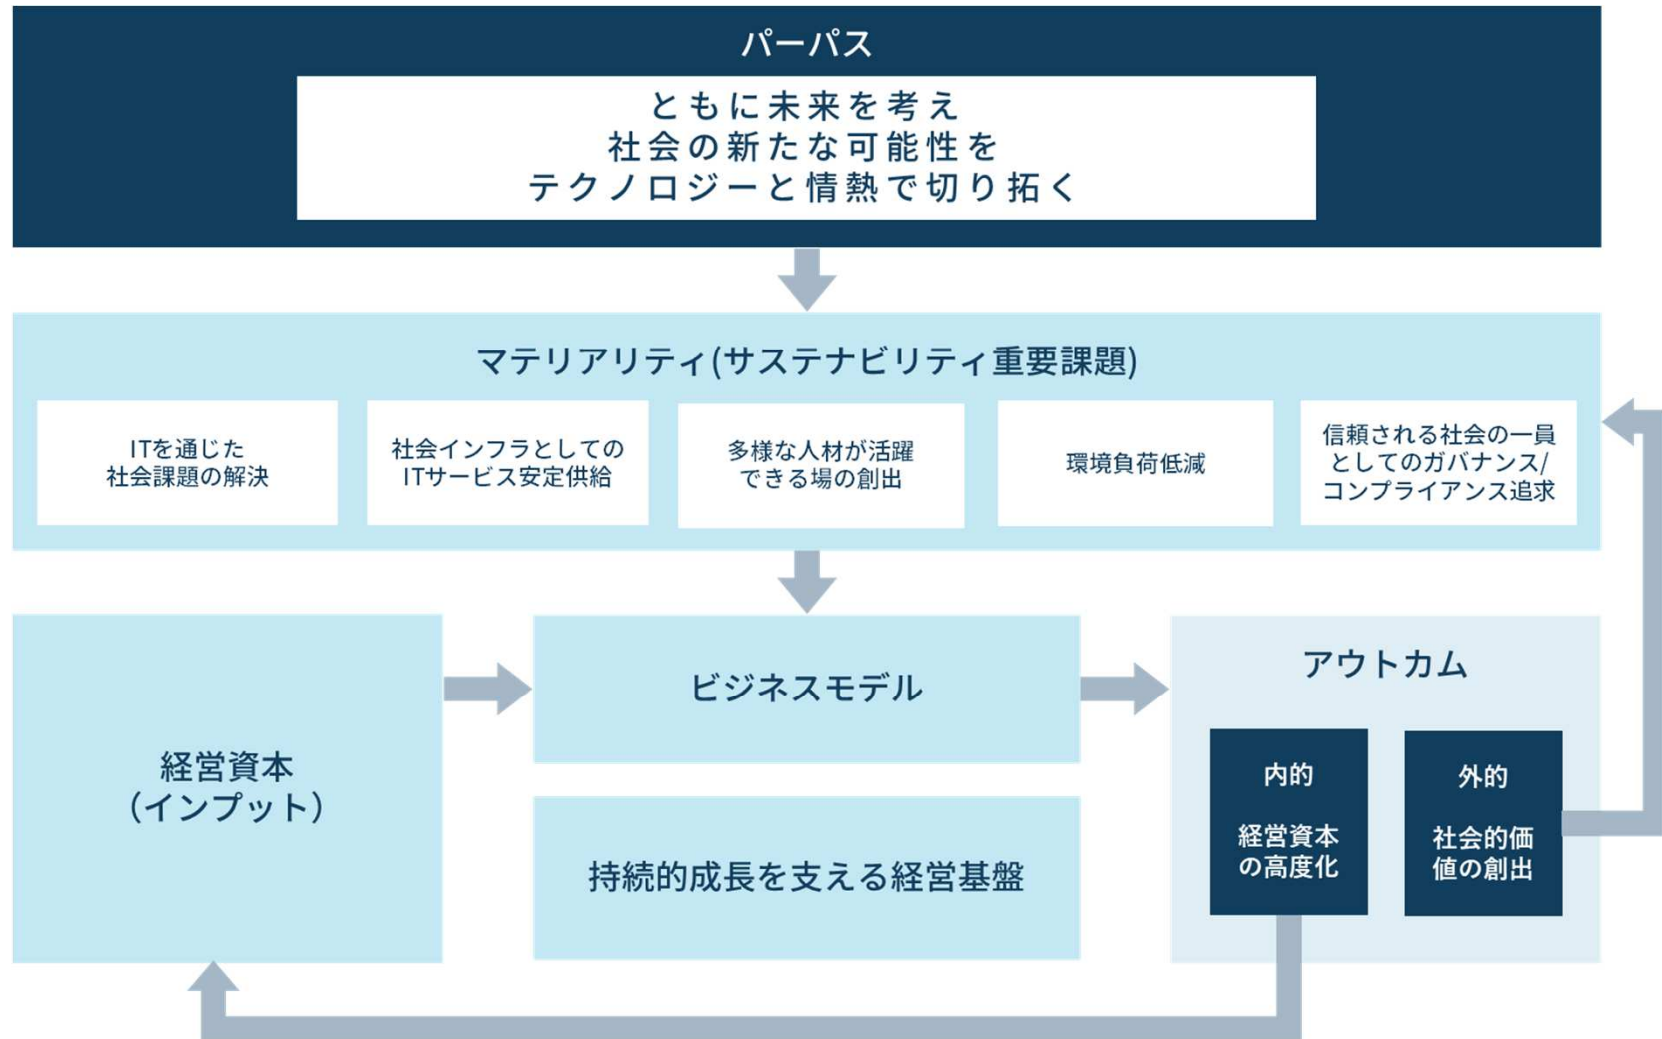 パーパス
ともに未来を考え
社会の新たな可能性を
テクノロジーと情熱で切り拓く
マテリアリティ(サステナビリティ重要課題)
ITを通じた
社会課題の解決
社会インフラとしての
ITサービス安定供給
多様な人材が活躍
できる場の創出
環境負荷低減
信頼される社会の一員
としてのガバナンス/
コンプライアンス追求
経営資本
（インプット）
ビジネスモデル
持続的成長を支える経営基盤
アウトカム
内的
経営資本
の高度化
外的
社会的価
値の創出